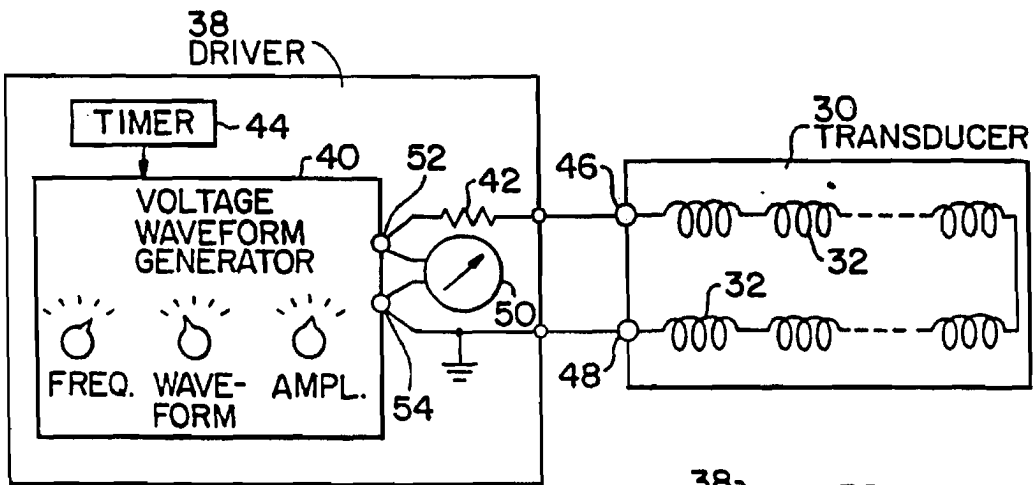 38
DRIVER
TIMER
44
40
VOLTAGE
WAVEFORM
GENERATOR
FREQ.
WAVE-
FORM
AMPL.
52
42
50
54
46
48
30
TRANSDUCER
32
32
38